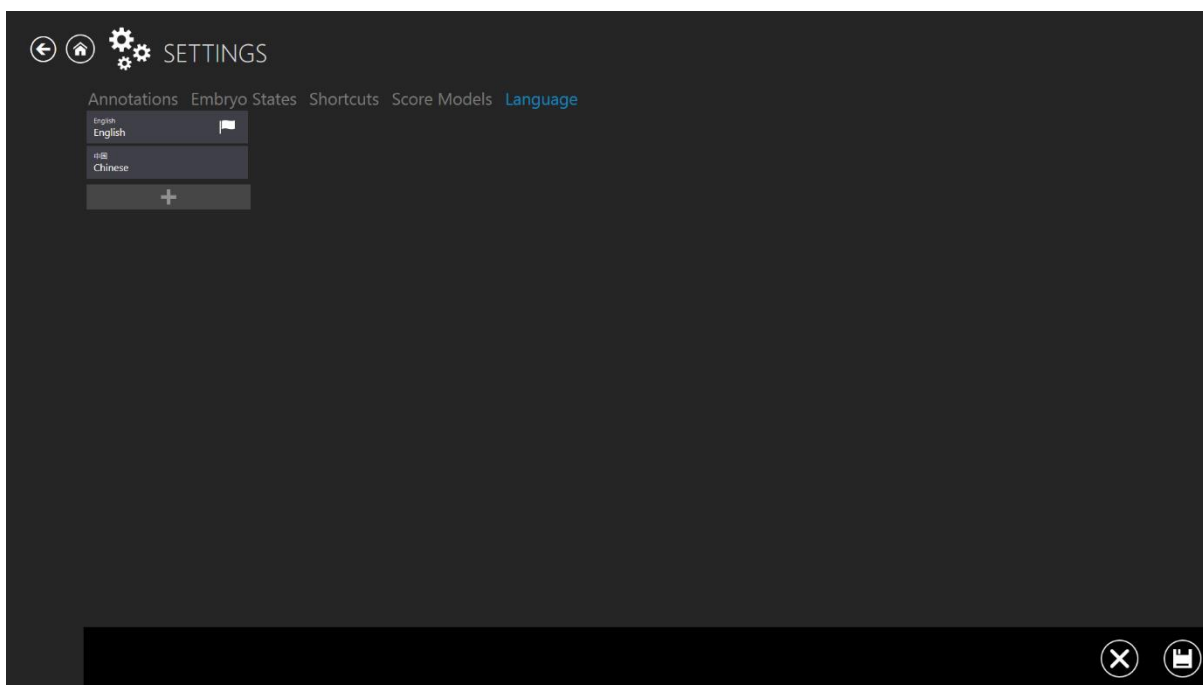 SETTINGS
Annotations Embryo States Shortcuts Score Models Language
English
English
中国
Chinese